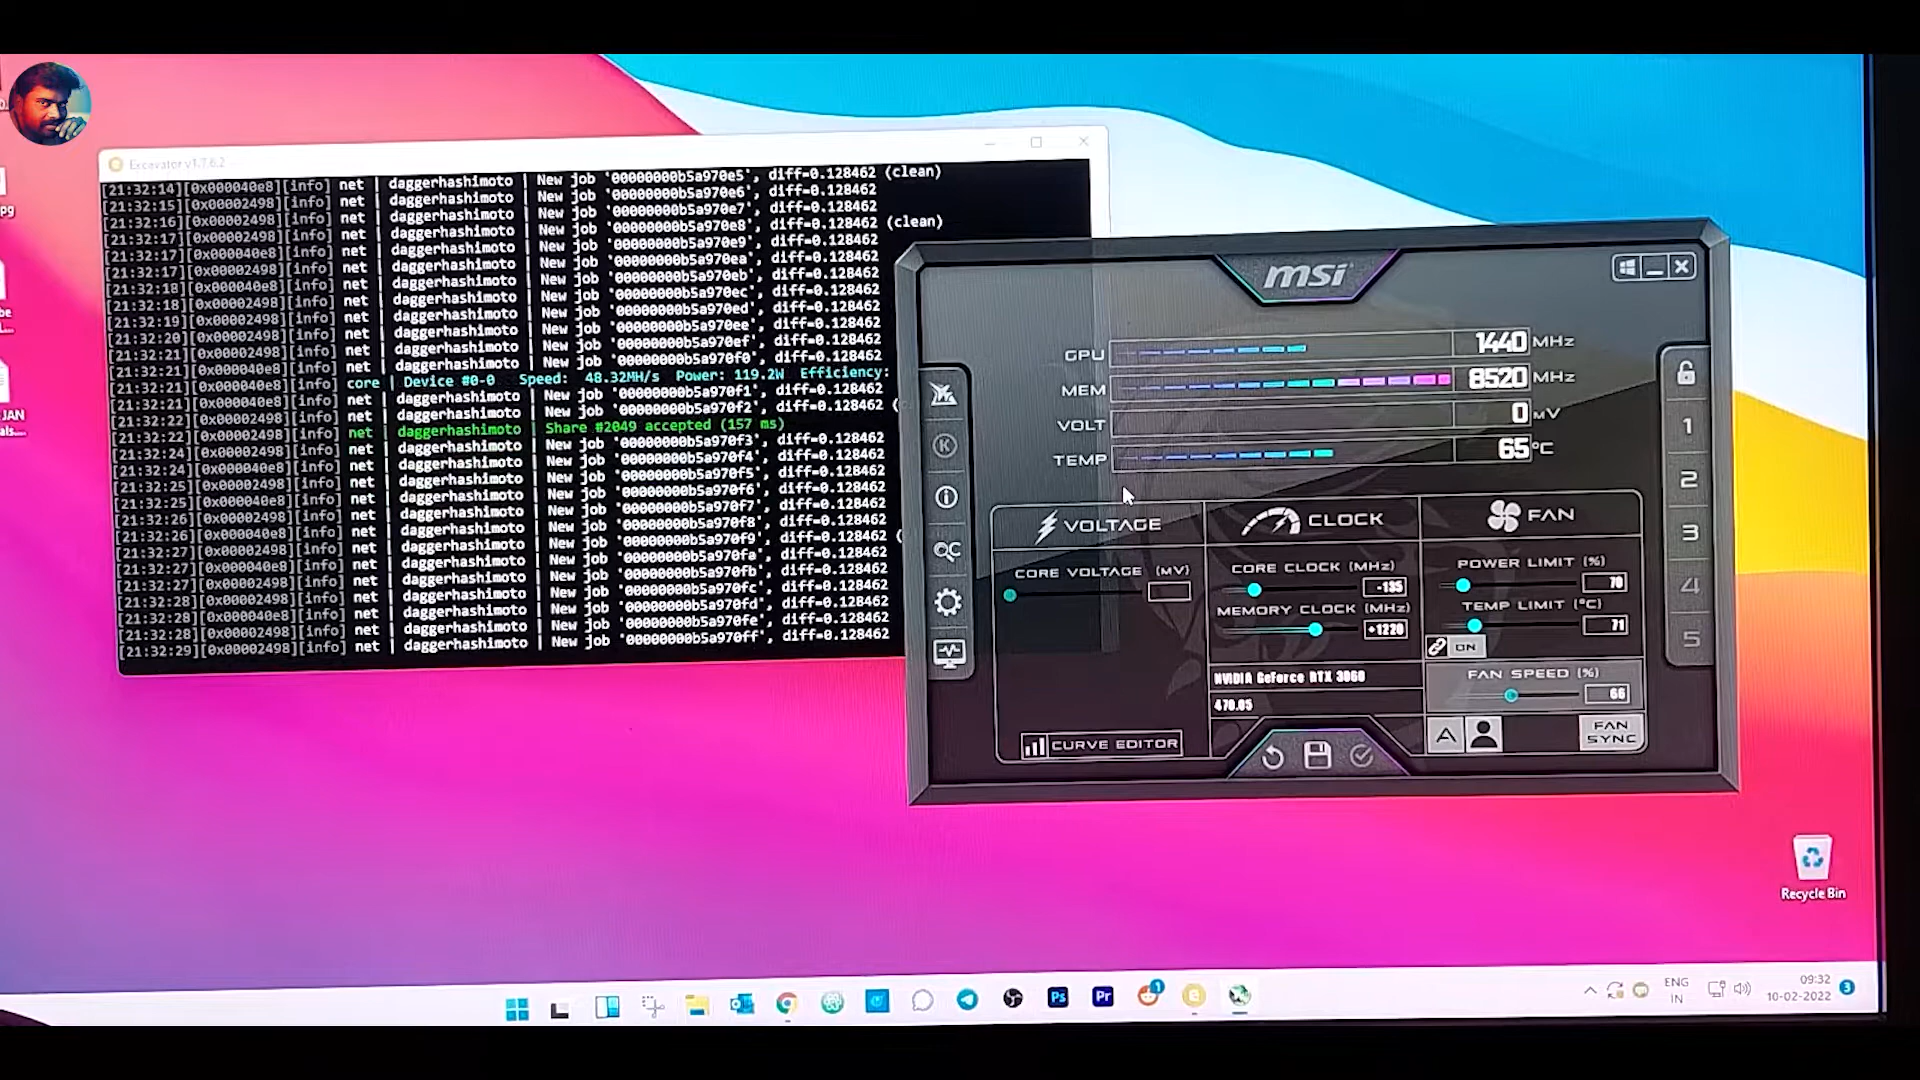 Excavator v1.7.6.2
[21:32:14][0x000040e8][info] net | daggerhashimoto | New job '00000000b5a970e5', diff=0.128462 (clean)
[21:32:15][0x00002498][info] net | daggerhashimoto | New job '00000000b5a970e6', diff=0.128462
[21:32:16][0x00002498][info] net | daggerhashimoto | New job '00000000b5a970e7', diff=0.128462
[21:32:17][0x00002498][info] net | daggerhashimoto | New job '00000000b5a970e8', diff=0.128462 (clean)
[21:32:17][0x000040e8][info] net | daggerhashimoto | New job '00000000b5a970e9', diff=0.128462
[21:32:17][0x00002498][info] net | daggerhashimoto | New job '00000000b5a970ea', diff=0.128462
[21:32:18][0x000040e8][info] net | daggerhashimoto | New job '00000000b5a970eb', diff=0.128462
[21:32:18][0x00002498][info] net | daggerhashimoto | New job '00000000b5a970ec', diff=0.128462
[21:32:19][0x00002498][info] net | daggerhashimoto | New job '00000000b5a970ed', diff=0.128462
[21:32:20][0x00002498][info] net | daggerhashimoto | New job '00000000b5a970ee', diff=0.128462
[21:32:21][0x00002498][info] net | daggerhashimoto | New job '00000000b5a970ef', diff=0.128462
[21:32:21][0x000040e8][info] net | daggerhashimoto | New job '00000000b5a970f0', diff=0.128462
[21:32:21][0x000040e8][info] core | Device #0-0 Speed: 48.32MH/s Power: 119.2W Efficiency:
[21:32:21][0x000040e8][info] net | daggerhashimoto | New job '00000000b5a970f1', diff=0.128462
[21:32:22][0x00002498][info] net | daggerhashimoto | New job '00000000b5a970f2', diff=0.128462 (
[21:32:22][0x00002498][info] net | daggerhashimoto | Share #2049 accepted (157 ms)
[21:32:24][0x00002498][info] net | daggerhashimoto | New job '00000000b5a970f3', diff=0.128462
[21:32:24][0x000040e8][info] net | daggerhashimoto | New job '00000000b5a970f4', diff=0.128462
[21:32:25][0x00002498][info] net | daggerhashimoto | New job '00000000b5a970f5', diff=0.128462
[21:32:25][0x000040e8][info] net | daggerhashimoto | New job '00000000b5a970f6', diff=0.128462
[21:32:26][0x00002498][info] net | daggerhashimoto | New job '00000000b5a970f7', diff=0.128462
[21:32:26][0x000040e8][info] net | daggerhashimoto | New job '00000000b5a970f8', diff=0.128462
[21:32:27][0x00002498][info] net | daggerhashimoto | New job '00000000b5a970f9', diff=0.128462 (
[21:32:27][0x000040e8][info] net | daggerhashimoto | New job '00000000b5a970fa', diff=0.128462
[21:32:27][0x00002498][info] net | daggerhashimoto | New job '00000000b5a970fb', diff=0.128462
[21:32:28][0x00002498][info] net | daggerhashimoto | New job '00000000b5a970fc', diff=0.128462
[21:32:28][0x000040e8][info] net | daggerhashimoto | New job '00000000b5a970fd', diff=0.128462
[21:32:28][0x00002498][info] net | daggerhashimoto | New job '00000000b5a970fe', diff=0.128462
[21:32:29][0x00002498][info] net | daggerhashimoto | New job '00000000b5a970ff', diff=0.128462
msi
GPU 1440 MHz
MEM 8520 MHz
VOLT 0 MV
TEMP 65 °C
K
OC
1
2
3
4
5
VOLTAGE
CORE VOLTAGE (MV)
CURVE EDITOR
CLOCK
CORE CLOCK (MHz) -135
MEMORY CLOCK (MHz) +1220
NVIDIA GeForce RTX 3060
470.05
FAN
POWER LIMIT (%) 70
TEMP LIMIT (°C) 71
ON
FAN SPEED (%) 66
A
FAN SYNC
pg
be
JAN
als...
Recycle Bin
Ps
Pr
1
ENG
IN
09:32
10-02-2022
3